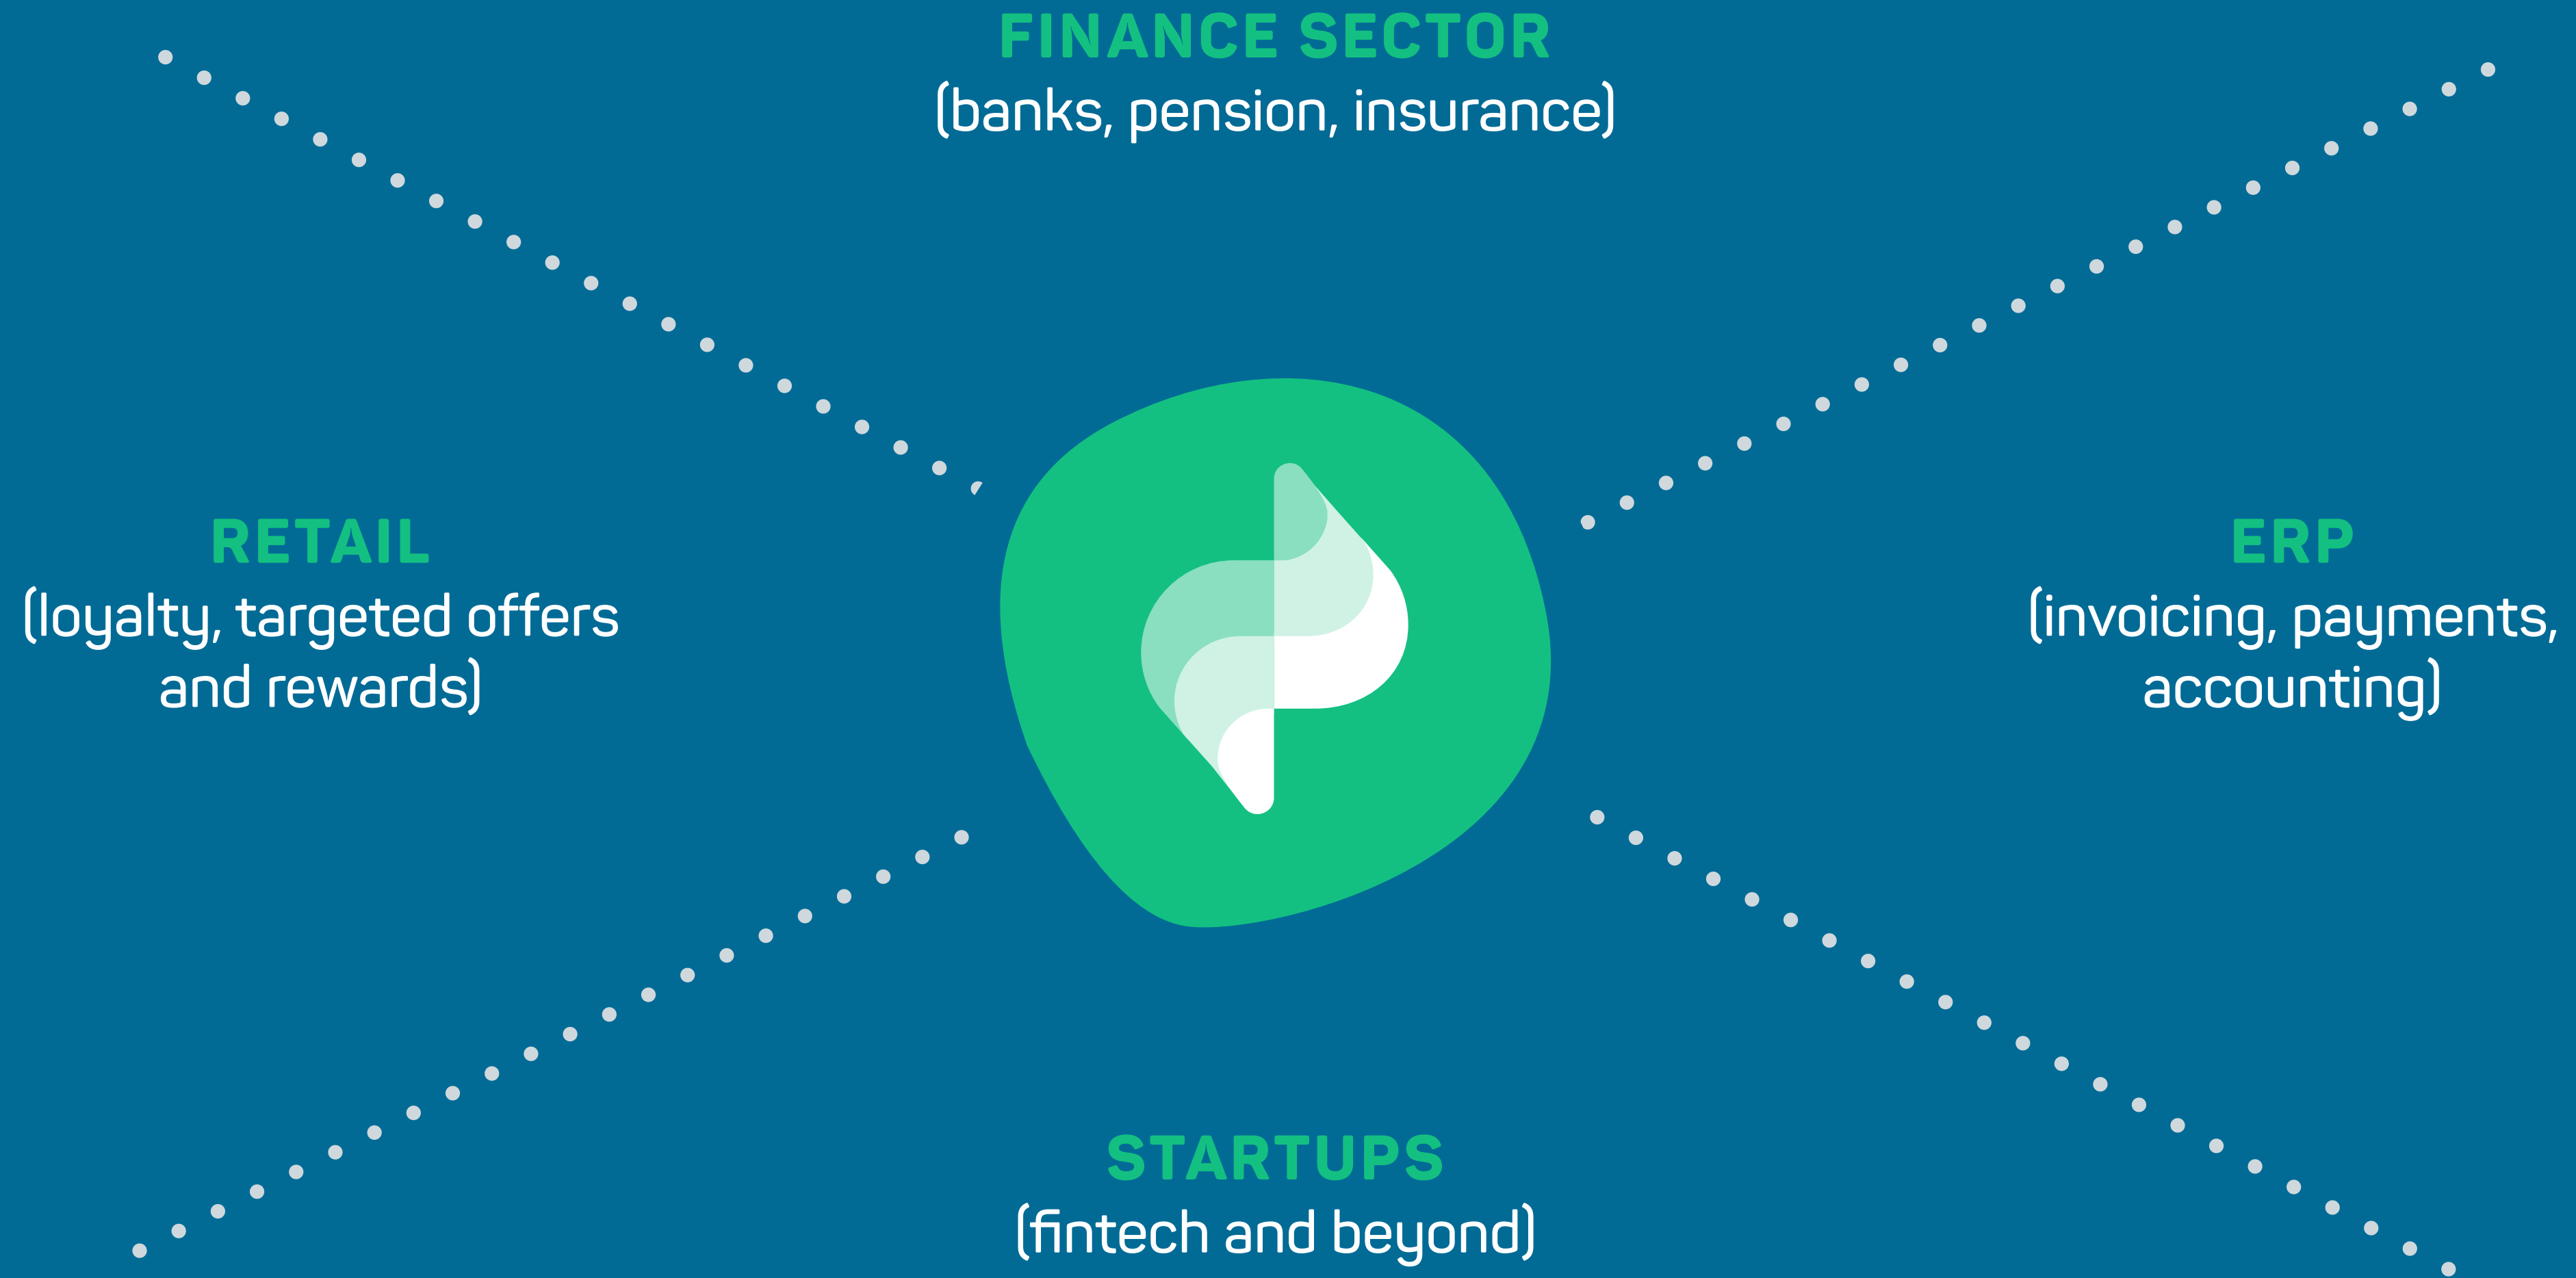 FINANCE SECTOR
(banks, pension, insurance)
RETAIL
(loyalty, targeted offers
and rewards)
ERP
(invoicing, payments,
accounting)
STARTUPS
(fintech and beyond)